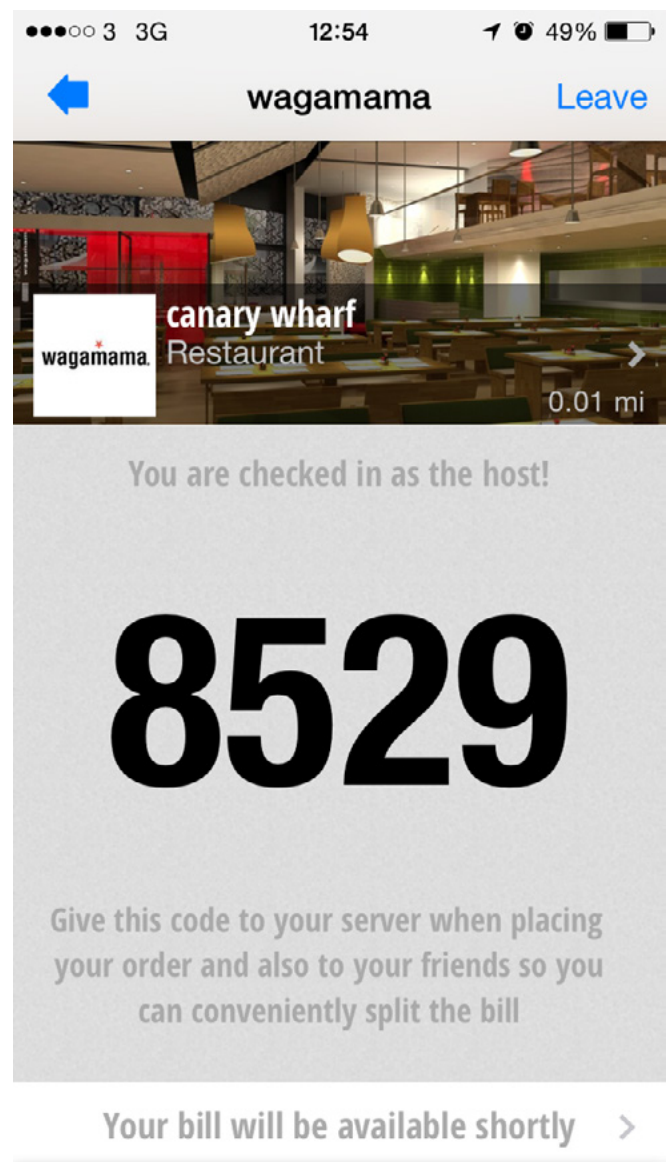 3 3G 12:54 49%
wagamama Leave
canary wharf
wagamama Restaurant
0.01 mi
You are checked in as the host!
8529
Give this code to your server when placing
your order and also to your friends so you
can conveniently split the bill
Your bill will be available shortly